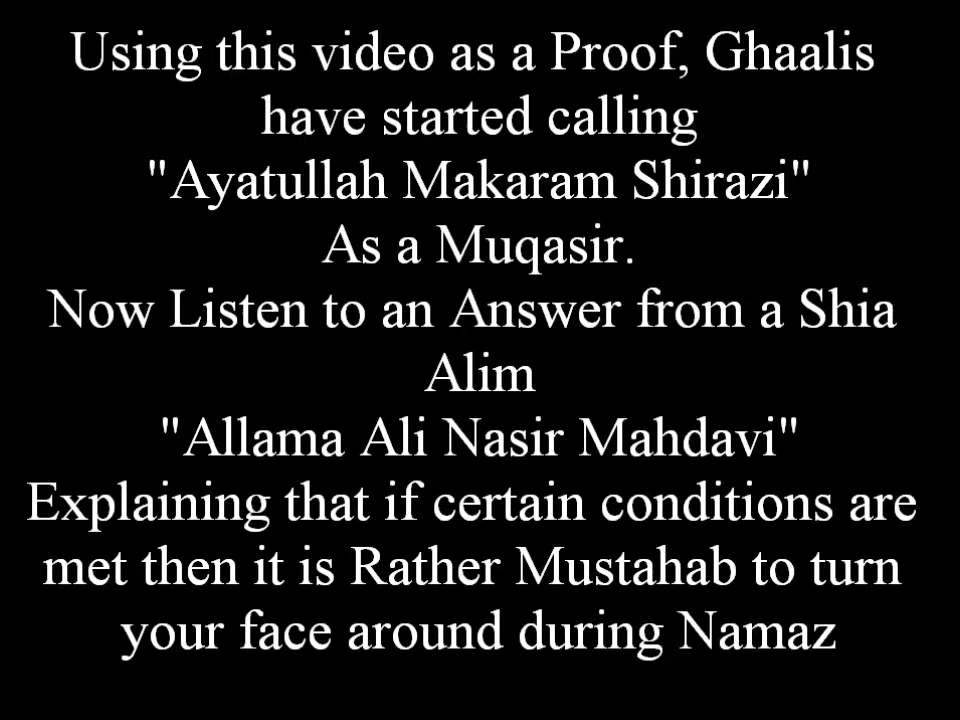 Using this video as a Proof, Ghaalis
have started calling
"Ayatullah Makaram Shirazi"
As a Muqasir.
Now Listen to an Answer from a Shia
Alim
"Allama Ali Nasir Mahdavi"
Explaining that if certain conditions are
met then it is Rather Mustahab to turn
your face around during Namaz